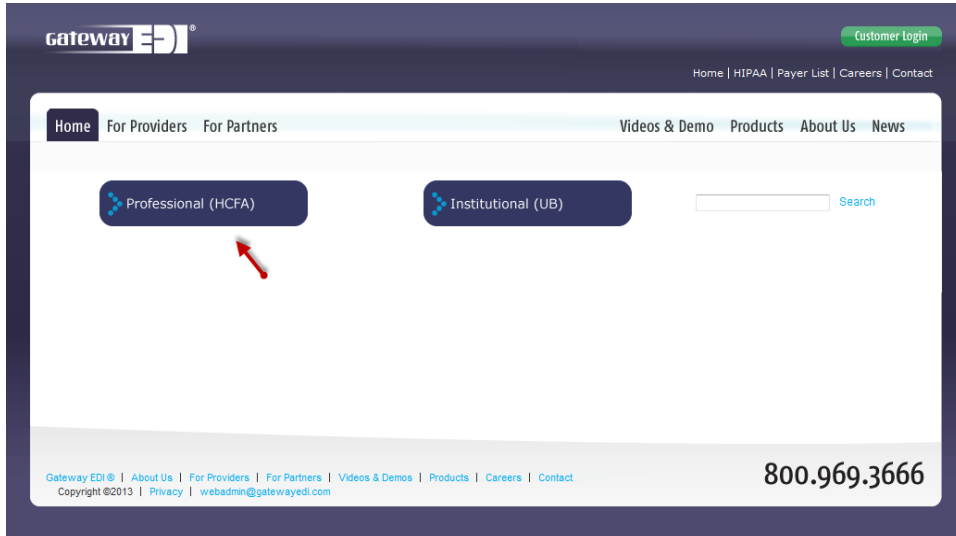 Gateway EDI®
Customer Login
Home | HIPAA | Payer List | Careers | Contact
Home For Providers For Partners Videos & Demo Products About Us News
Professional (HCFA) Institutional (UB) Search
Gateway EDI ® | About Us | For Providers | For Partners | Videos & Demos | Products | Careers | Contact
Copyright ©2013 | Privacy | webadmin@gatewayedi.com
800.969.3666